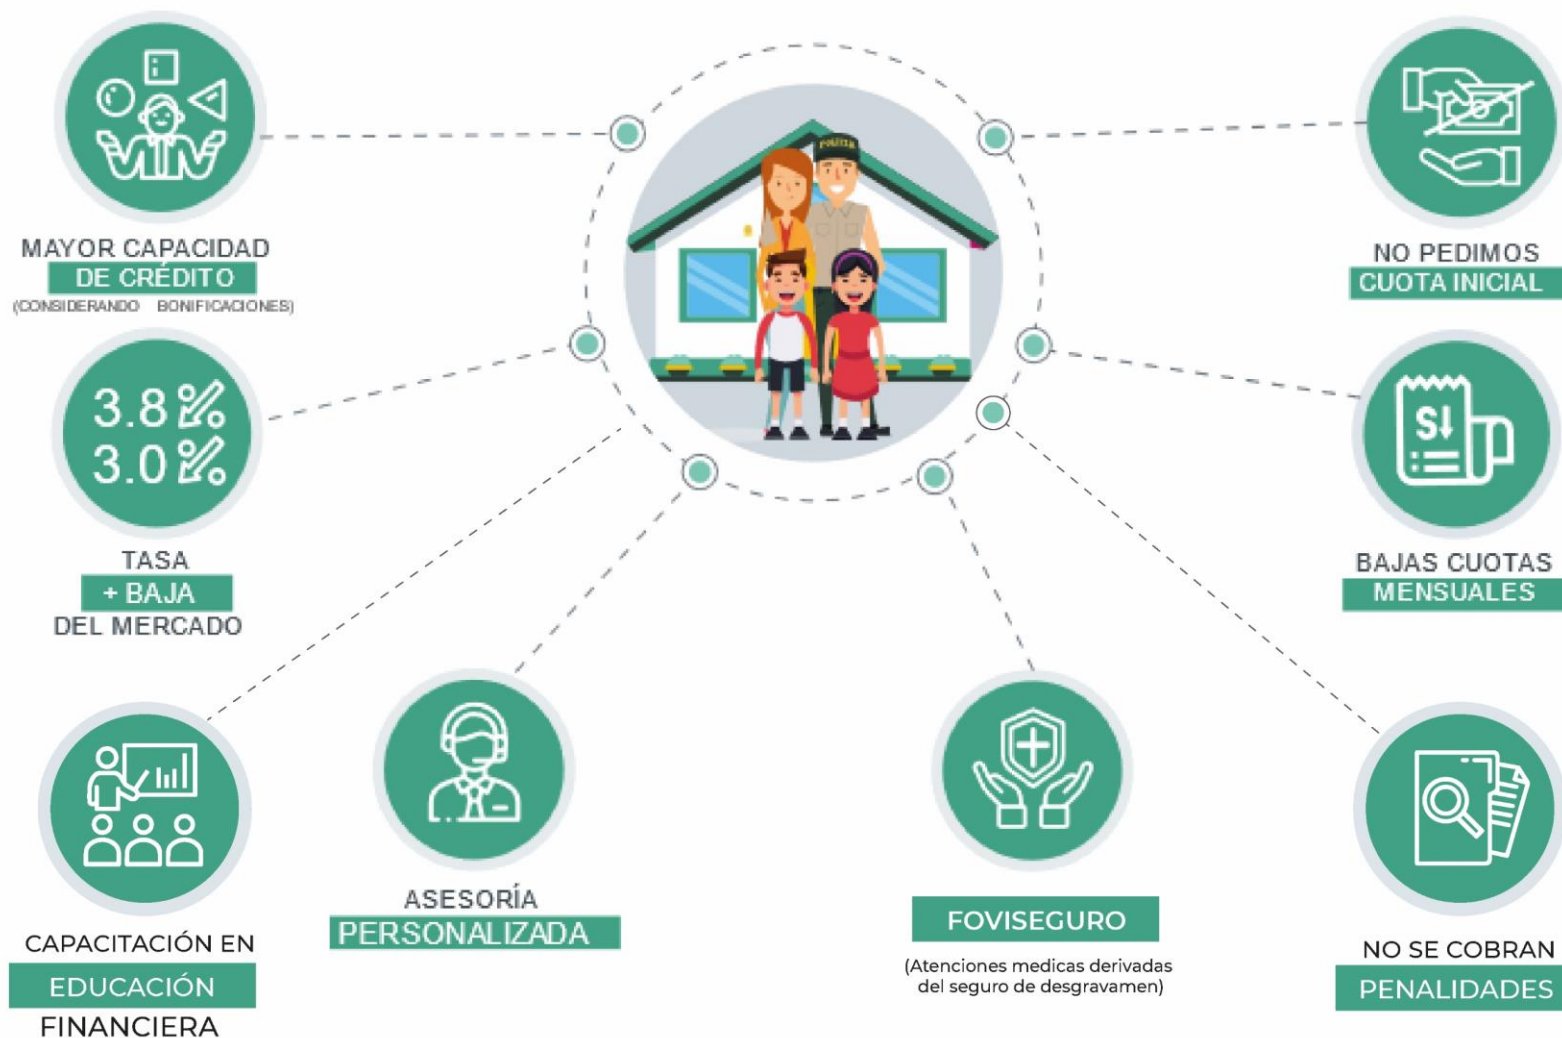 MAYOR CAPACIDAD
DE CRÉDITO
(CONSIDERANDO BONIFICACIONES)
3.8 %
3.0 %
TASA
+ BAJA
DEL MERCADO
CAPACITACIÓN EN
EDUCACIÓN
FINANCIERA
ASESORÍA
PERSONALIZADA
POLICIA
FOVISEGURO
(Atenciones medicas derivadas
del seguro de desgravamen)
NO PEDIMOS
CUOTA INICIAL
S
BAJAS CUOTAS
MENSUALES
NO SE COBRAN
PENALIDADES